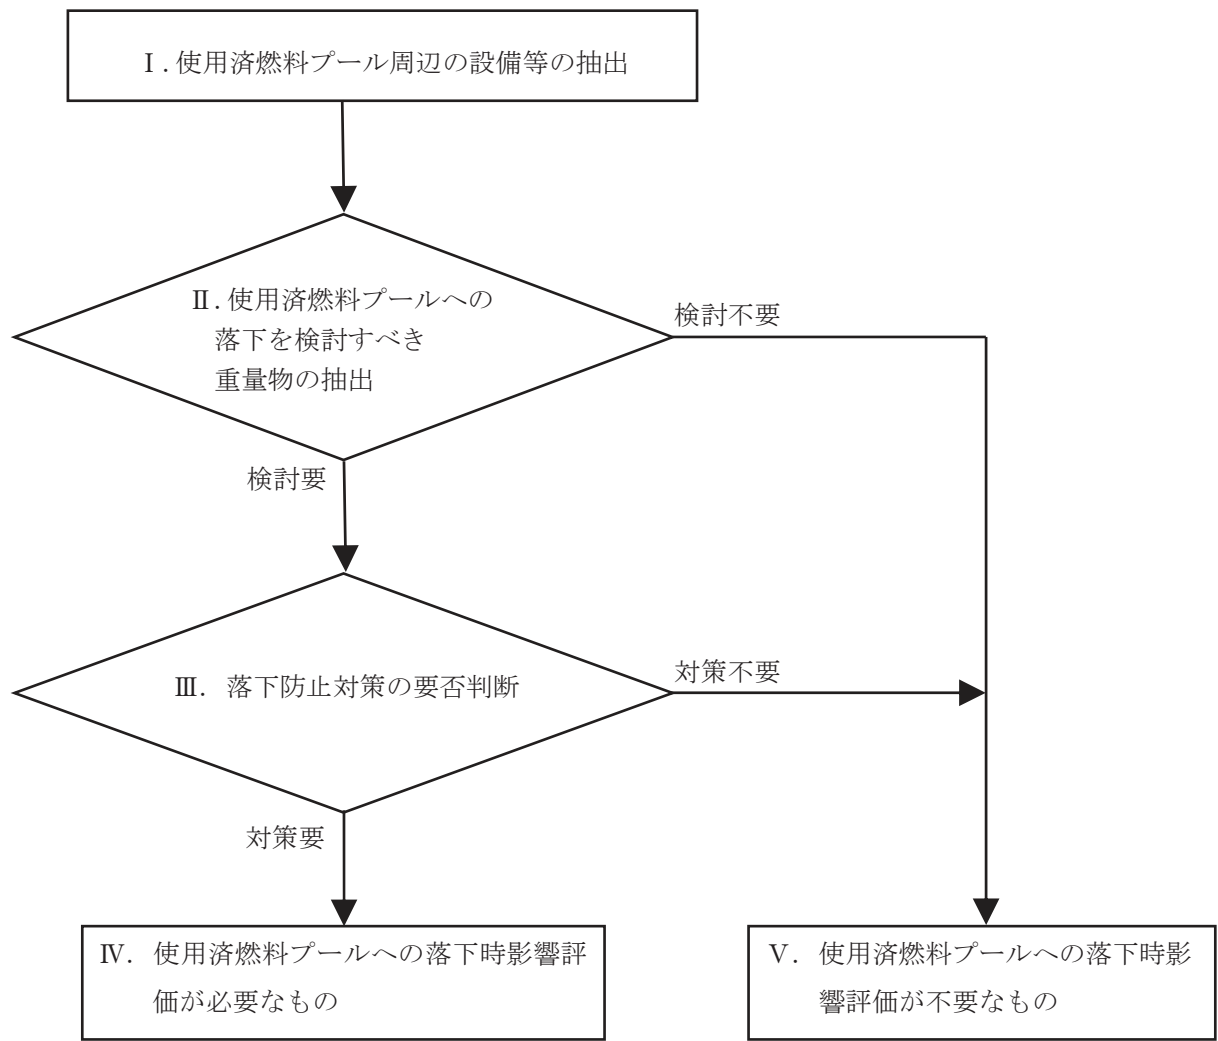 Ⅰ. 使用済燃料プール周辺の設備等の抽出
Ⅱ. 使用済燃料プールへの
落下を検討すべき
重量物の抽出
検討不要
検討要
Ⅲ. 落下防止対策の要否判断
対策不要
対策要
Ⅳ. 使用済燃料プールへの落下時影響評
価が必要なもの
Ⅴ. 使用済燃料プールへの落下時影
響評価が不要なもの